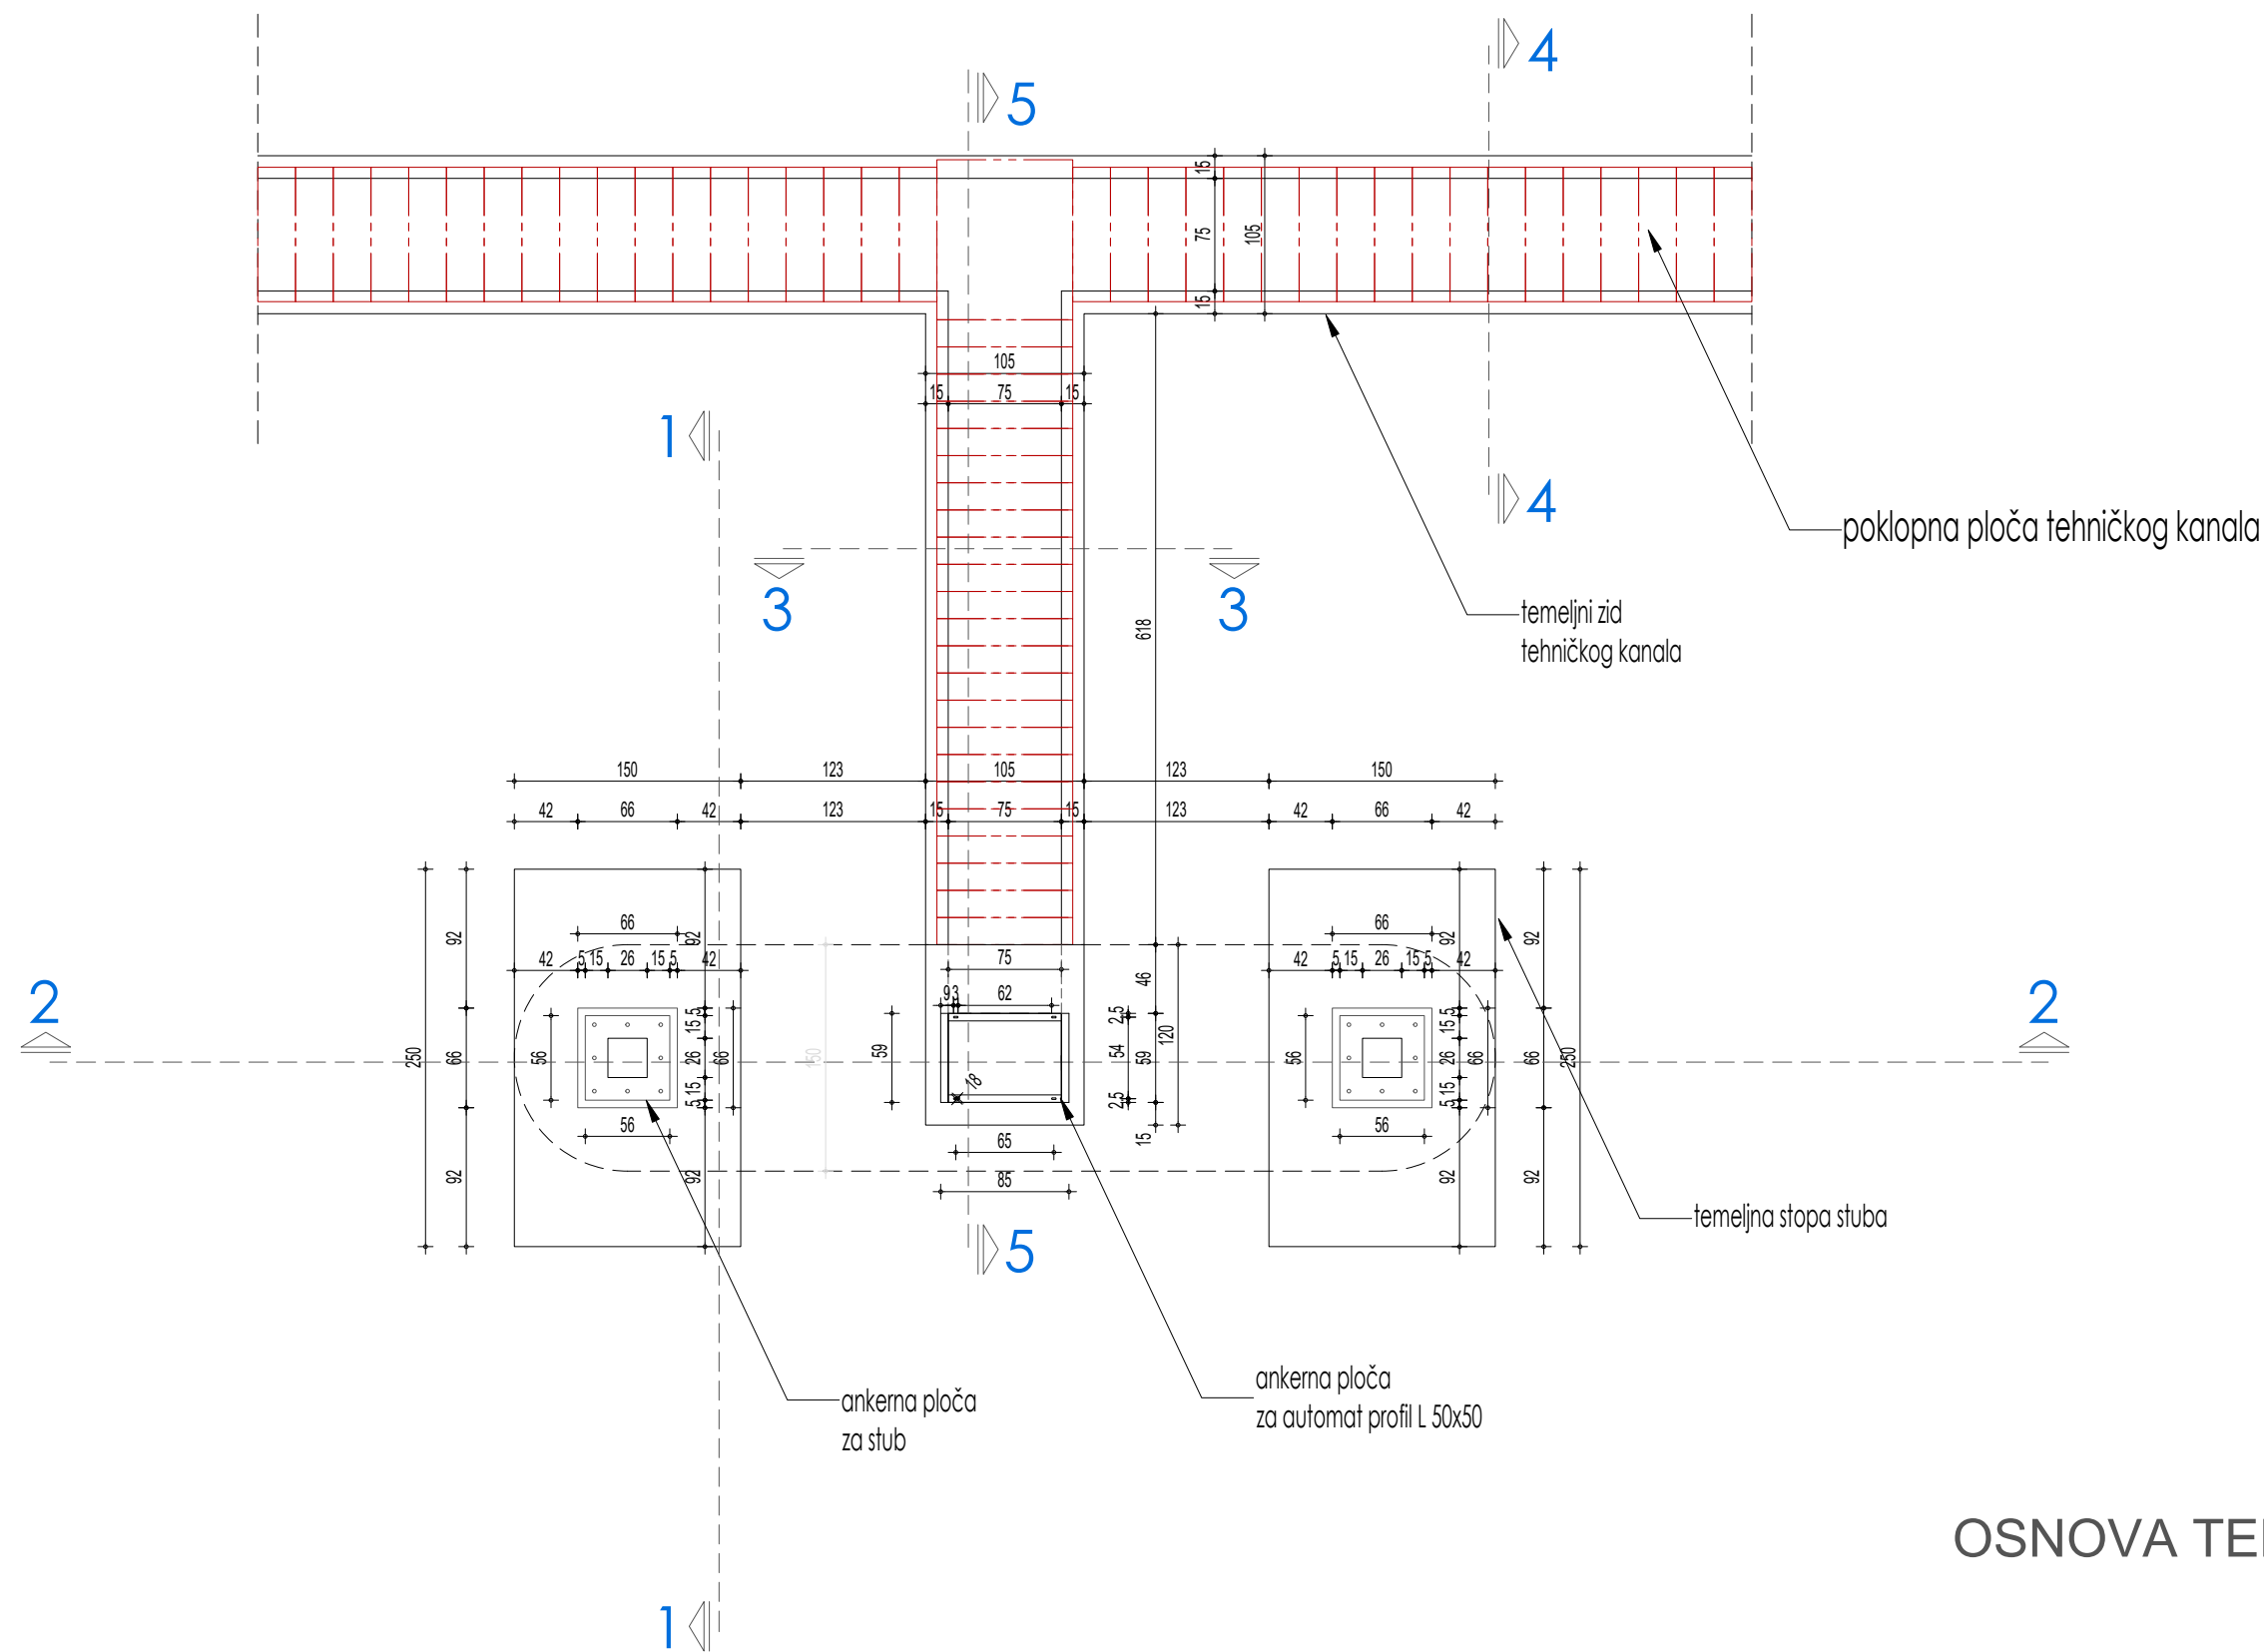 4
5
15
75
105
15
105
15 75 15
1
4
poklopna ploča tehničkog kanala
3 3
temeljni zid
tehničkog kanala
618
150 123 105 123 150
42 66 42 123 15 75 15 123 42 66 42
66 66
92 92 92 92
42 5 15 26 15 5 42 75 46 42 5 15 26 15 5 42
2 93 62 2
250 66 56 5 15 26 15 5 66 150 59 18 2.5 54 2.5 59 120 56 5 15 26 15 5 66 66 250
56 15 56
65
92 92 85 92 92
temeljna stopa stuba
5
ankerna ploča
za stub
ankerna ploča
za automat profil L 50x50
OSNOVA
1